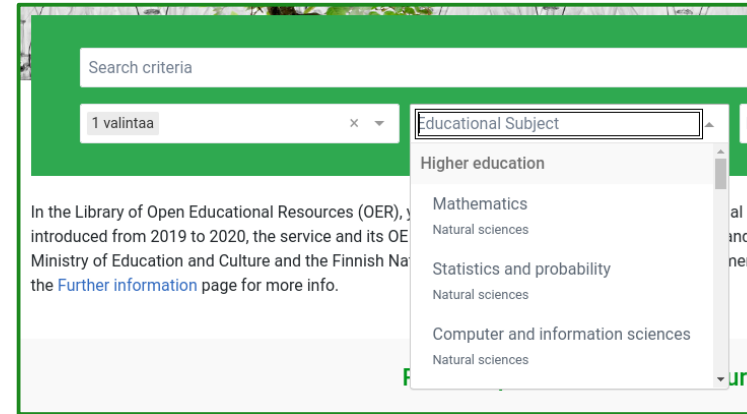 Search criteria
1 valintaa
Educational Subject
Higher education
Mathematics
Natural sciences
Statistics and probability
Natural sciences
Computer and information sciences
Natural sciences
In the Library of Open Educational Resources (OER), y
al
introduced from 2019 to 2020, the service and its OE
and
Ministry of Education and Culture and the Finnish Na
the Further information page for more info.